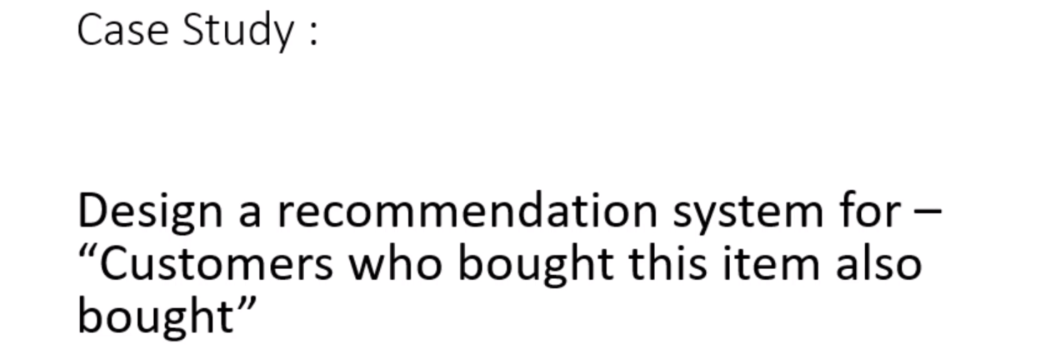 Case Study :
Design a recommendation system for –
“Customers who bought this item also
bought”